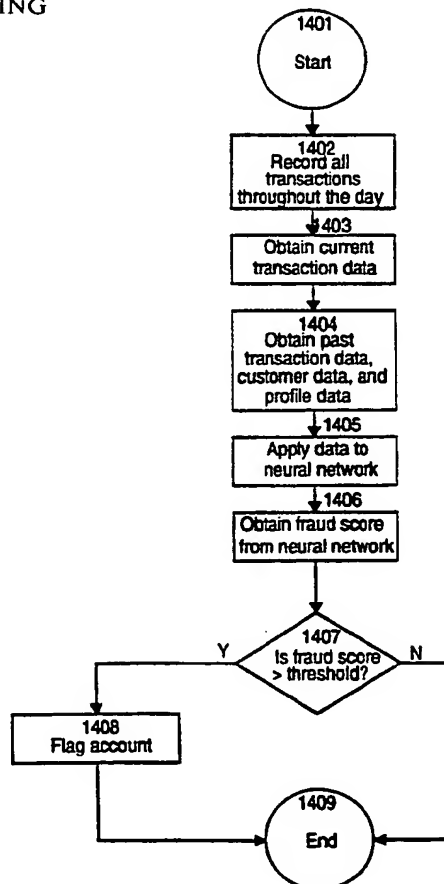 ING
1401
Start
1402
Record all
transactions
throughout the day
1403
Obtain current
transaction data
1404
Obtain past
transaction data,
customer data, and
profile data
1405
Apply data to
neural network
1406
Obtain fraud score
from neural network
1407
Is fraud score
> threshold?
Y
N
1408
Flag account
1409
End